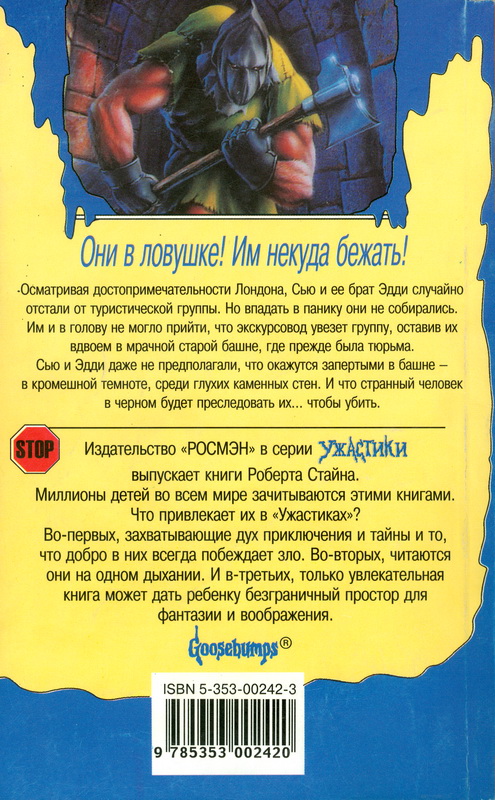 Они в ловушке! Им некуда бежать!
Осматривая достопримечательности Лондона, Сью и ее брат Эдди случайно
отстали от туристической группы. Но впадать в панику они не собирались.
Им и в голову не могло прийти, что экскурсовод увезет группу, оставив их
вдвоем в мрачной старой башне, где прежде была тюрьма.
Сью и Эдди даже не предполагали, что окажутся запертыми в башне –
в кромешной темноте, среди глухих каменных стен. И что странный человек
в черном будет преследовать их... чтобы убить.
STOP
Издательство «РОСМЭН» в серии УЖАСТИКИ
выпускает книги Роберта Стайна.
Миллионы детей во всем мире зачитываются этими книгами.
Что привлекает их в «Ужастиках»?
Во-первых, захватывающие дух приключения и тайны и то,
что добро в них всегда побеждает зло. Во-вторых, читаются
они на одном дыхании. И в-третьих, только увлекательная
книга может дать ребенку безграничный простор для
фантазии и воображения.
Goosebumps®
ISBN 5-353-00242-3
9 785353 002420